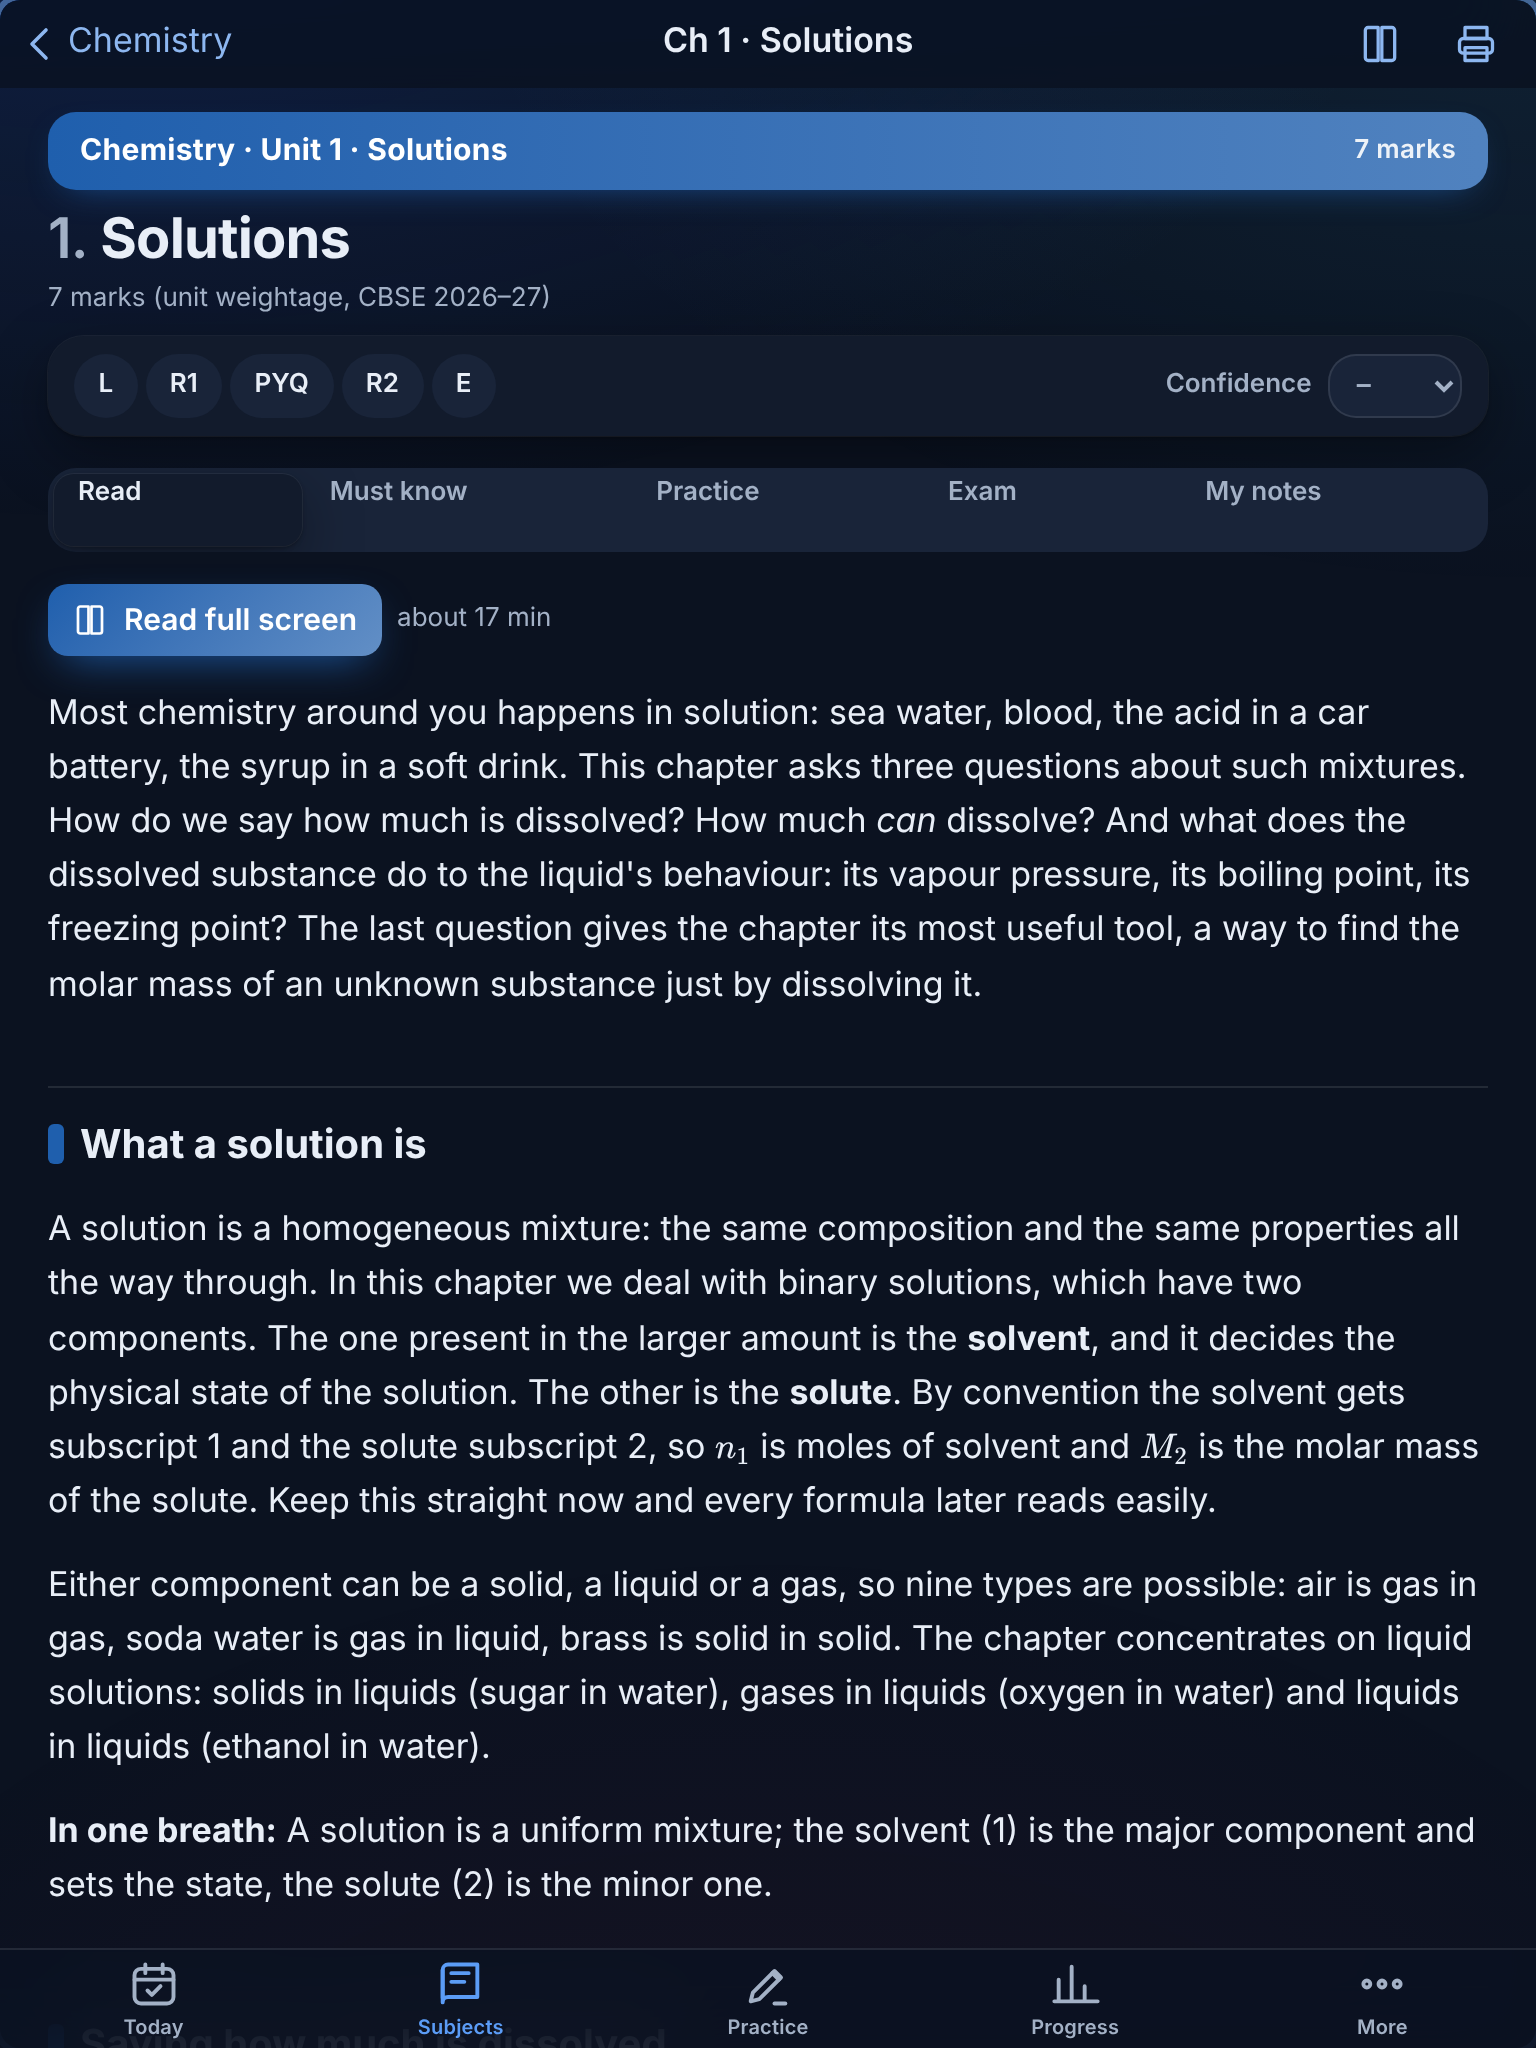 Chemistry
Ch 1 · Solutions
Chemistry · Unit 1 · Solutions
7 marks
1. Solutions
7 marks (unit weightage, CBSE 2026–27)
L R1 PYQ R2 E
Confidence –
Read Must know Practice Exam My notes
Read full screen about 17 min
Most chemistry around you happens in solution: sea water, blood, the acid in a car
battery, the syrup in a soft drink. This chapter asks three questions about such mixtures.
How do we say how much is dissolved? How much can dissolve? And what does the
dissolved substance do to the liquid's behaviour: its vapour pressure, its boiling point, its
freezing point? The last question gives the chapter its most useful tool, a way to find the
molar mass of an unknown substance just by dissolving it.
What a solution is
A solution is a homogeneous mixture: the same composition and the same properties all
the way through. In this chapter we deal with binary solutions, which have two
components. The one present in the larger amount is the solvent, and it decides the
physical state of the solution. The other is the solute. By convention the solvent gets
subscript 1 and the solute subscript 2, so n₁ is moles of solvent and M₂ is the molar mass
of the solute. Keep this straight now and every formula later reads easily.
Either component can be a solid, a liquid or a gas, so nine types are possible: air is gas in
gas, soda water is gas in liquid, brass is solid in solid. The chapter concentrates on liquid
solutions: solids in liquids (sugar in water), gases in liquids (oxygen in water) and liquids
in liquids (ethanol in water).
In one breath: A solution is a uniform mixture; the solvent (1) is the major component and
sets the state, the solute (2) is the minor one.
Saying how much is dissolved
Today Subjects Practice Progress More